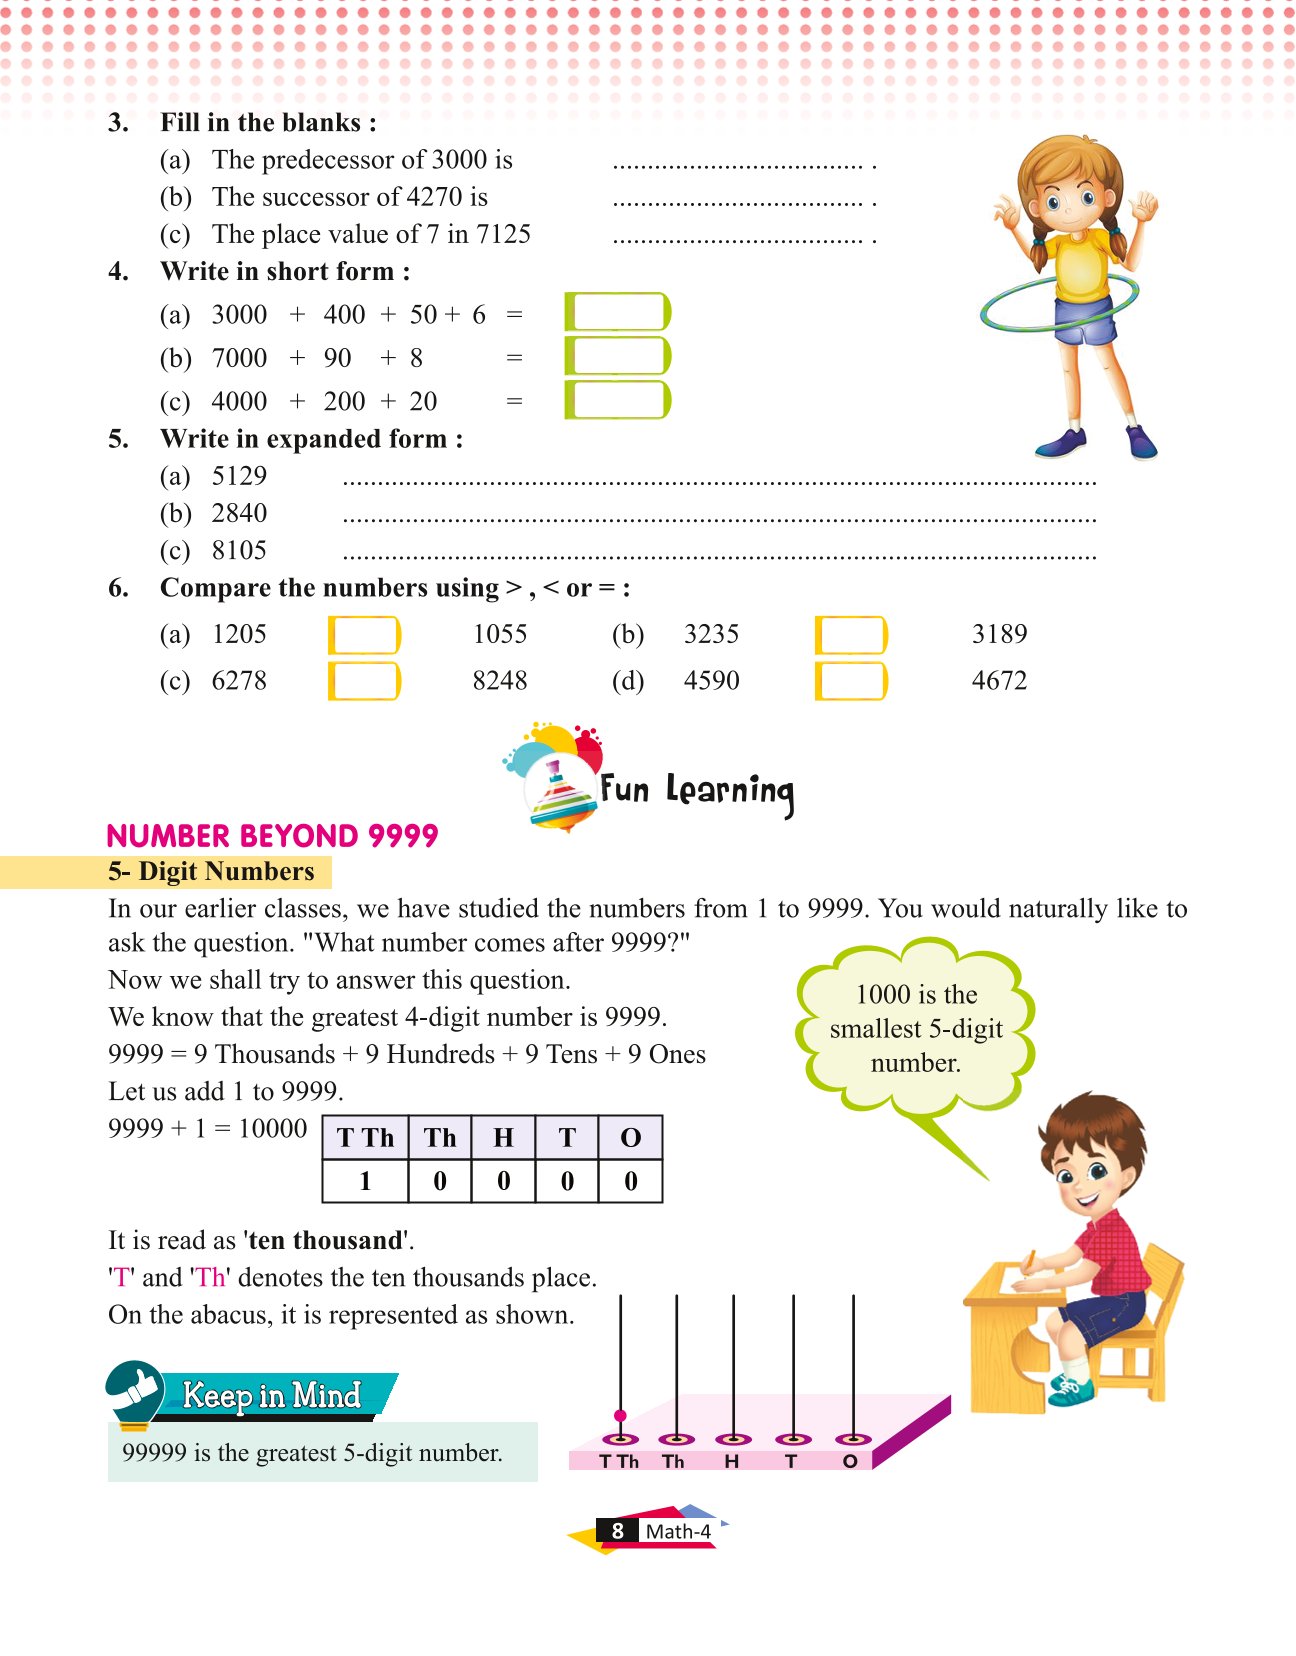 3. Fill in the blanks :
(a) The predecessor of 3000 is .................................... .
(b) The successor of 4270 is .................................... .
(c) The place value of 7 in 7125 .................................... .
4. Write in short form :
(a) 3000 + 400 + 50 + 6 =
(b) 7000 + 90 + 8 =
(c) 4000 + 200 + 20 =
5. Write in expanded form :
(a) 5129 ............................................................................................................
(b) 2840 ............................................................................................................
(c) 8105 ............................................................................................................
6. Compare the numbers using > , < or = :
(a) 1205 1055 (b) 3235 3189
(c) 6278 8248 (d) 4590 4672
Fun Learning
NUMBER BEYOND 9999
5- Digit Numbers
In our earlier classes, we have studied the numbers from 1 to 9999. You would naturally like to
ask the question. "What number comes after 9999?"
Now we shall try to answer this question.
We know that the greatest 4-digit number is 9999.
9999 = 9 Thousands + 9 Hundreds + 9 Tens + 9 Ones
Let us add 1 to 9999.
9999 + 1 = 10000
T Th Th H T O
1 0 0 0 0
1000 is the
smallest 5-digit
number.
It is read as 'ten thousand'.
'T' and 'Th' denotes the ten thousands place.
On the abacus, it is represented as shown.
Keep in Mind
99999 is the greatest 5-digit number.
T Th Th H T O
8 Math-4